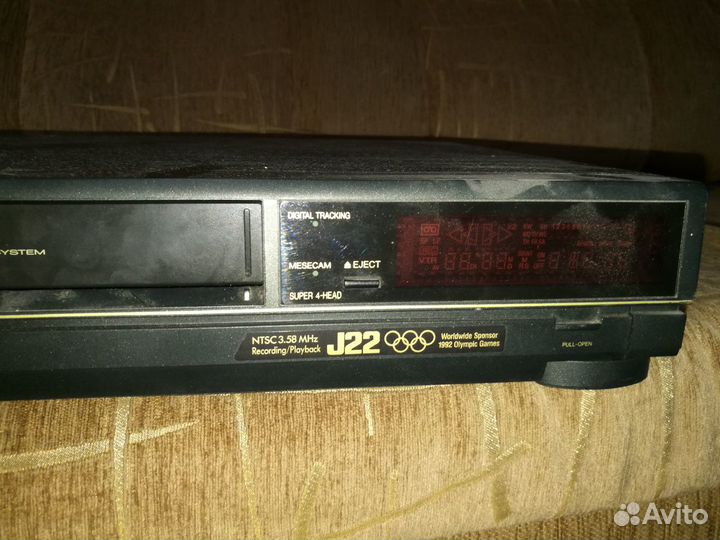 SYSTEM
DIGITAL TRACKING
MESECAM
EJECT
SUPER 4-HEAD
VTR
NTSC 3.58 MHz
Recording/Playback
J22
Worldwide Sponsor
1992 Olympic Games
PULL-OPEN
Avito